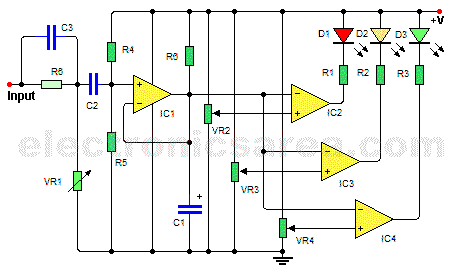 D1 D2 D3 +V
C3
R4 R6
R6 R1 R2 R3
Input C2
IC1 IC2
VR2
electronicsarea.com
R5
VR1 VR3 IC3
C1 +
VR4 IC4